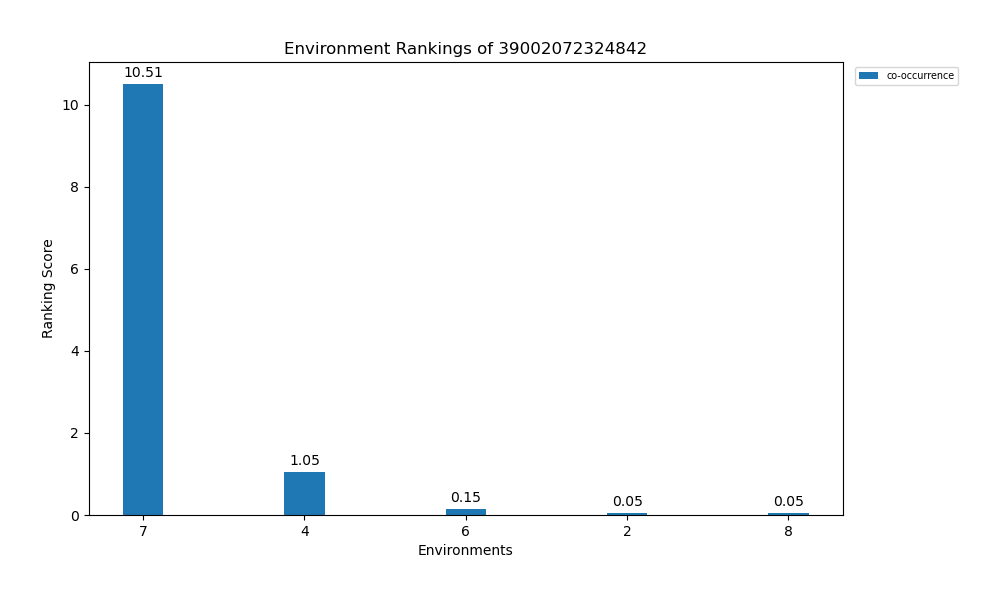 Environment Rankings of 39002072324842
co-occurrence
10.51
1.05
0.15
0.05
0.05
Ranking Score
10
8
6
4
2
0
7 4 6 2 8
Environments